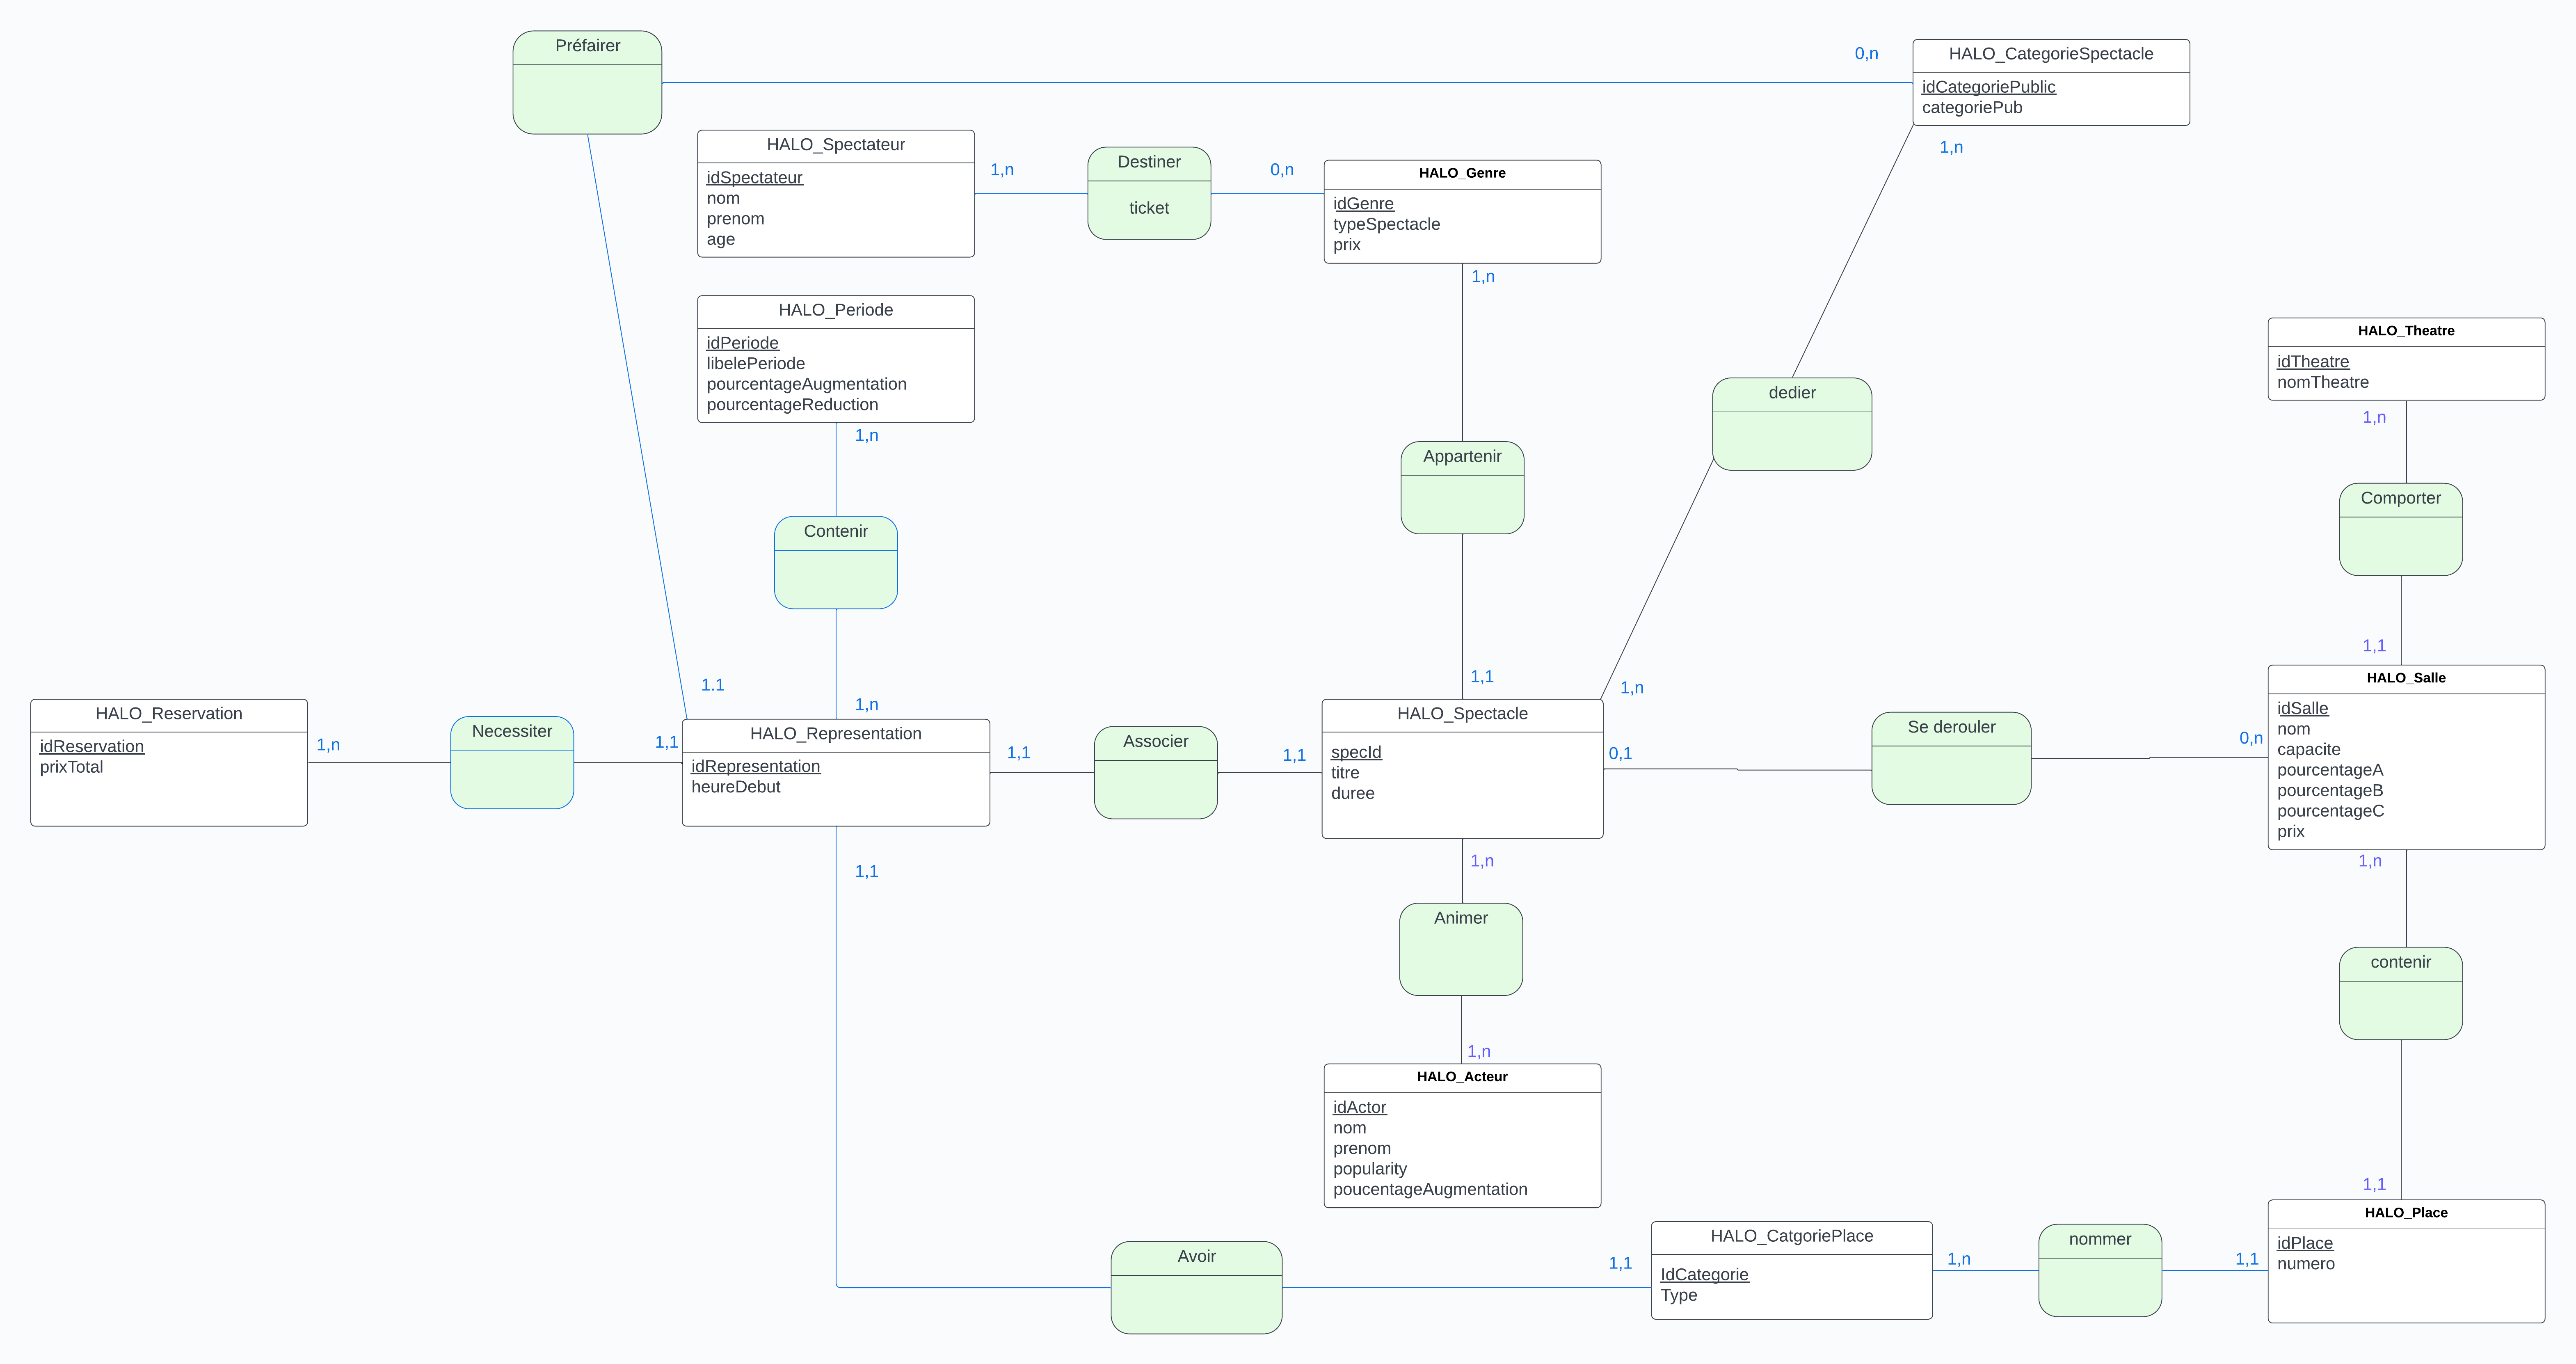 Préfairer
0,n
HALO_CategorieSpectacle
idCategoriePublic
categoriePub
1,n
HALO_Spectateur
idSpectateur
nom
prenom
age
1,n
Destiner
ticket
0,n
HALO_Genre
idGenre
typeSpectacle
prix
1,n
HALO_Periode
idPeriode
libelePeriode
pourcentageAugmentation
pourcentageReduction
1,n
HALO_Theatre
idTheatre
nomTheatre
1,n
dedier
Appartenir
Comporter
Contenir
1,1
1.1
1,n
1,1
1,n
HALO_Reservation
idReservation
prixTotal
1,n
Necessiter
1,1
HALO_Representation
idRepresentation
heureDebut
1,1
Associer
1,1
HALO_Spectacle
specId
titre
duree
0,1
Se derouler
0,n
HALO_Salle
idSalle
nom
capacite
pourcentageA
pourcentageB
pourcentageC
prix
1,1
1,n
1,n
Animer
contenir
1,n
HALO_Acteur
idActor
nom
prenom
popularity
poucentageAugmentation
1,1
Avoir
1,1
HALO_CatgoriePlace
IdCategorie
Type
1,n
nommer
1,1
HALO_Place
idPlace
numero